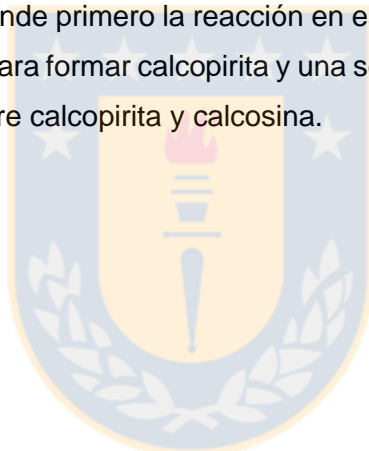 nde primero la reacción en e
ara formar calcopirita y una s
re calcopirita y calcosina.